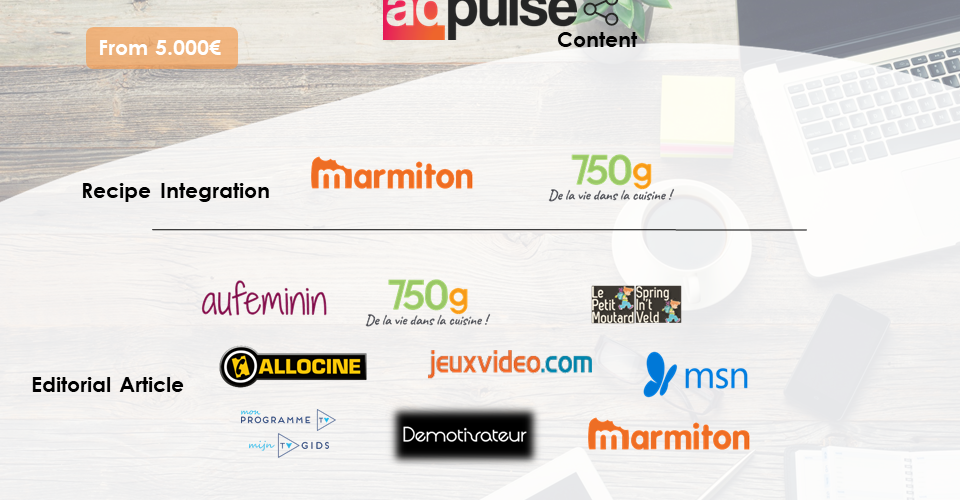 adpulse
From 5.000€
Content
Recipe Integration
marmiton
750g
De la vie dans la cuisine !
aufeminin
750g
De la vie dans la cuisine !
Le Petit Moutard
Spring In't Veld
ALLOCINE
jeuxvideo.com
msn
Editorial Article
mon PROGRAMME TV
mijn TV GIDS
Demotivateur
marmiton